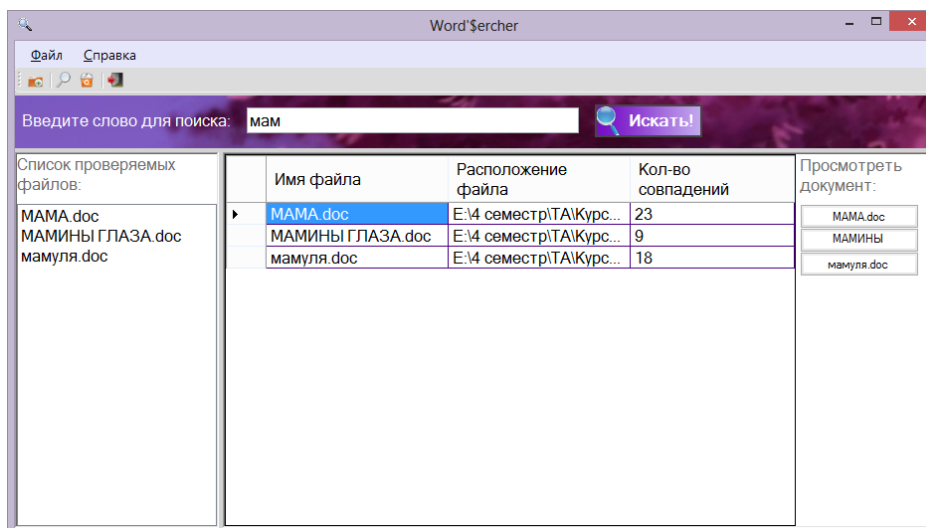 Word'$ercher
Файл Справка
Введите слово для поиска: мам Искать!
Список проверяемых
файлов:
МАМА.doc
МАМИНЫ ГЛАЗА.doc
мамуля.doc
Имя файла Расположение файла Кол-во совпадений
МАМА.doc E:\4 семестр\ТА\Курс... 23
МАМИНЫ ГЛАЗА.doc E:\4 семестр\ТА\Курс... 9
мамуля.doc E:\4 семестр\ТА\Курс... 18
Просмотреть
документ:
МАМА.doc
МАМИНЫ
мамуля.doc